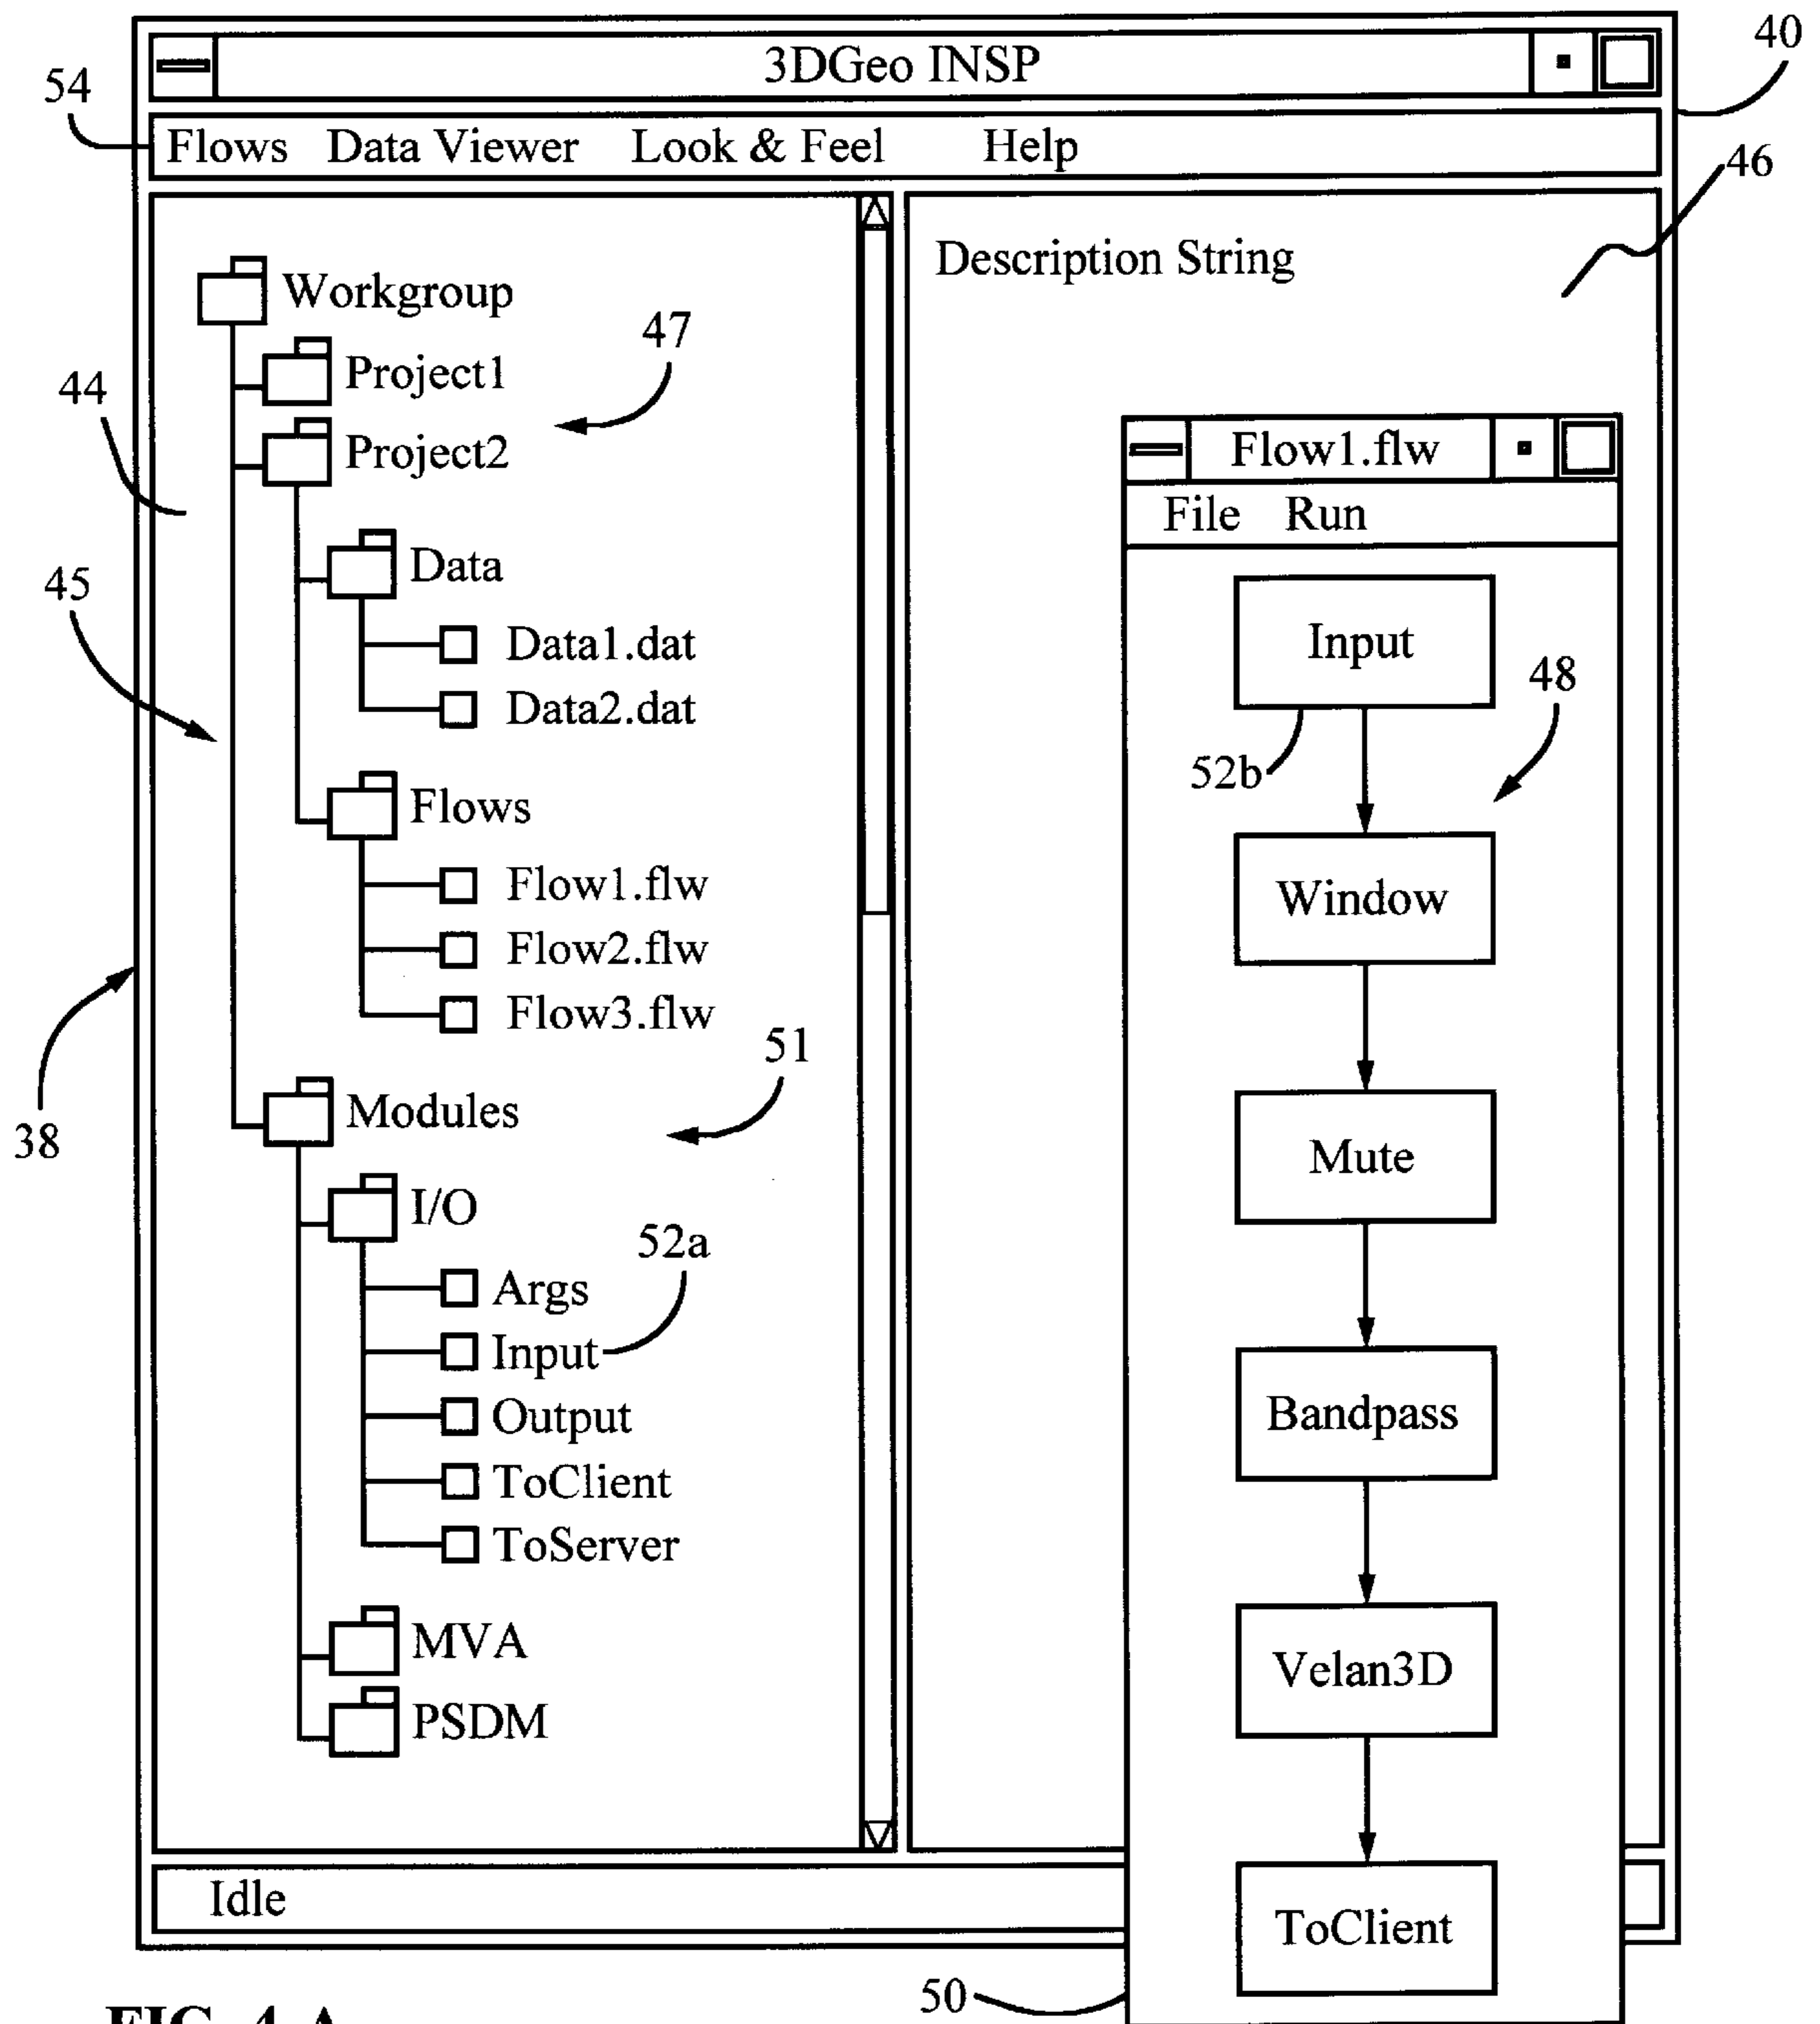 3DGeo INSP
40
54
Flows Data Viewer Look & Feel Help
46
Description String
Workgroup
47
Project1
44
Project2
Flow1.flw
File Run
Data
45
Input
Data1.dat
48
Data2.dat
52b
Flows
Flow1.flw
Window
Flow2.flw
Flow3.flw
51
Modules
38
Mute
I/O
52a
Args
Input
Output
Bandpass
ToClient
ToServer
MVA
Velan3D
PSDM
Idle
ToClient
50
FIG. 4-A